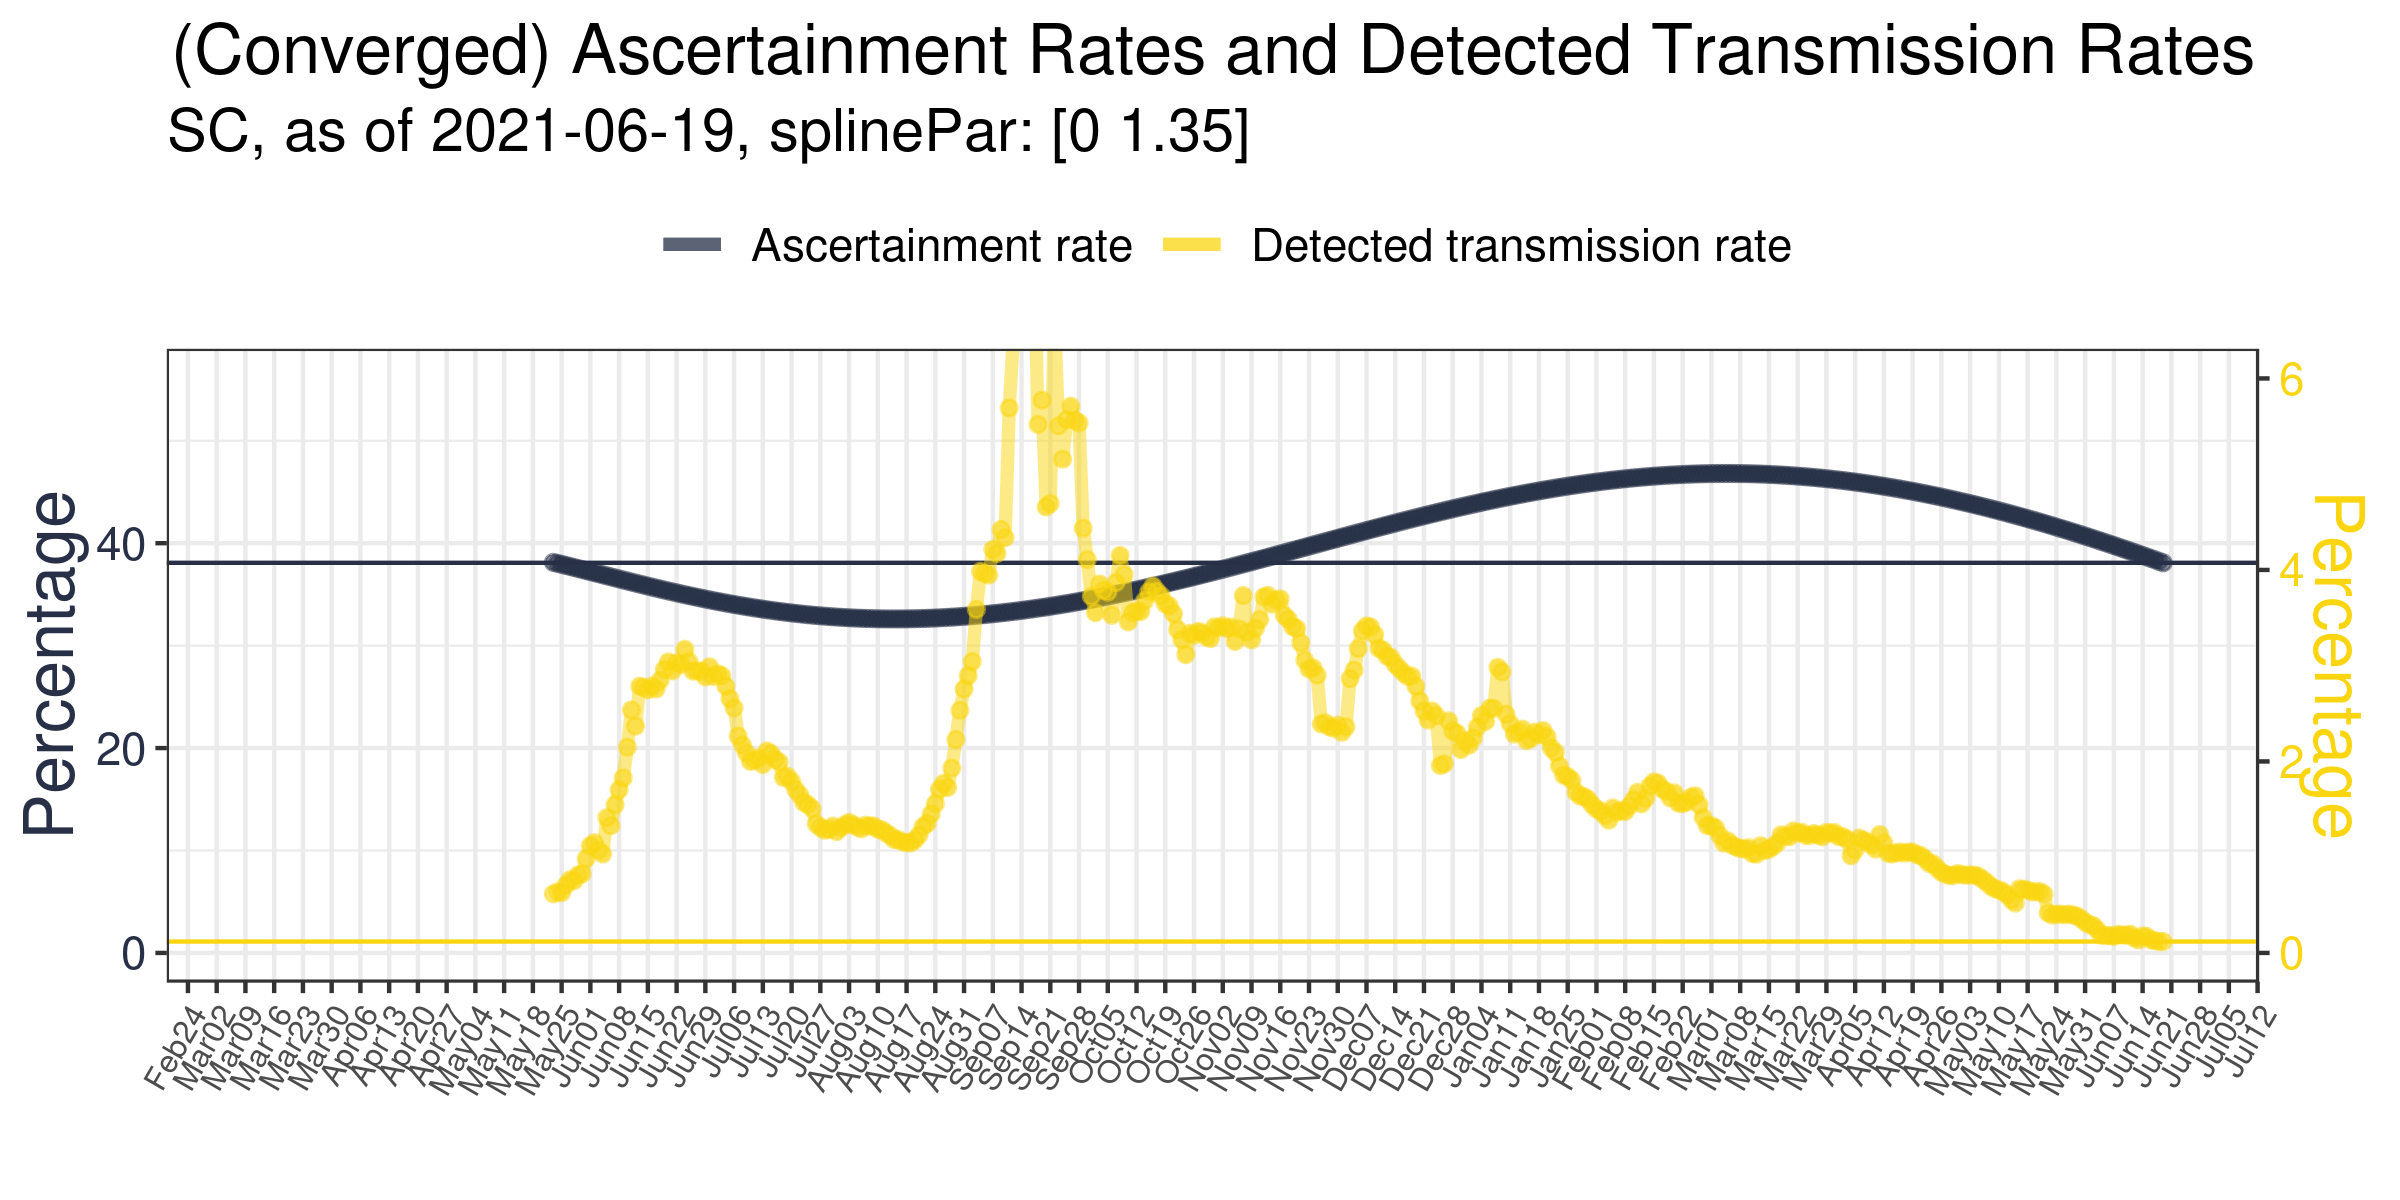 (Converged) Ascertainment Rates and Detected Transmission Rates
SC, as of 2021-06-19, splinePar: [0 1.35]
Ascertainment rate
Detected transmission rate
Percentage
40
20
0
6
4
2
0
Percentage
Feb24
Mar02
Mar09
Mar16
Mar23
Mar30
Apr06
Apr13
Apr20
Apr27
May04
May11
May18
May25
Jun01
Jun08
Jun15
Jun22
Jun29
Jul06
Jul13
Jul20
Jul27
Aug03
Aug10
Aug17
Aug24
Aug31
Sep07
Sep14
Sep21
Sep28
Oct05
Oct12
Oct19
Oct26
Nov02
Nov09
Nov16
Nov23
Nov30
Dec07
Dec14
Dec21
Dec28
Jan04
Jan11
Jan18
Jan25
Feb01
Feb08
Feb15
Feb22
Mar01
Mar08
Mar15
Mar22
Mar29
Apr05
Apr12
Apr19
Apr26
May03
May10
May17
May24
May31
Jun07
Jun14
Jun21
Jun28
Jul05
Jul12